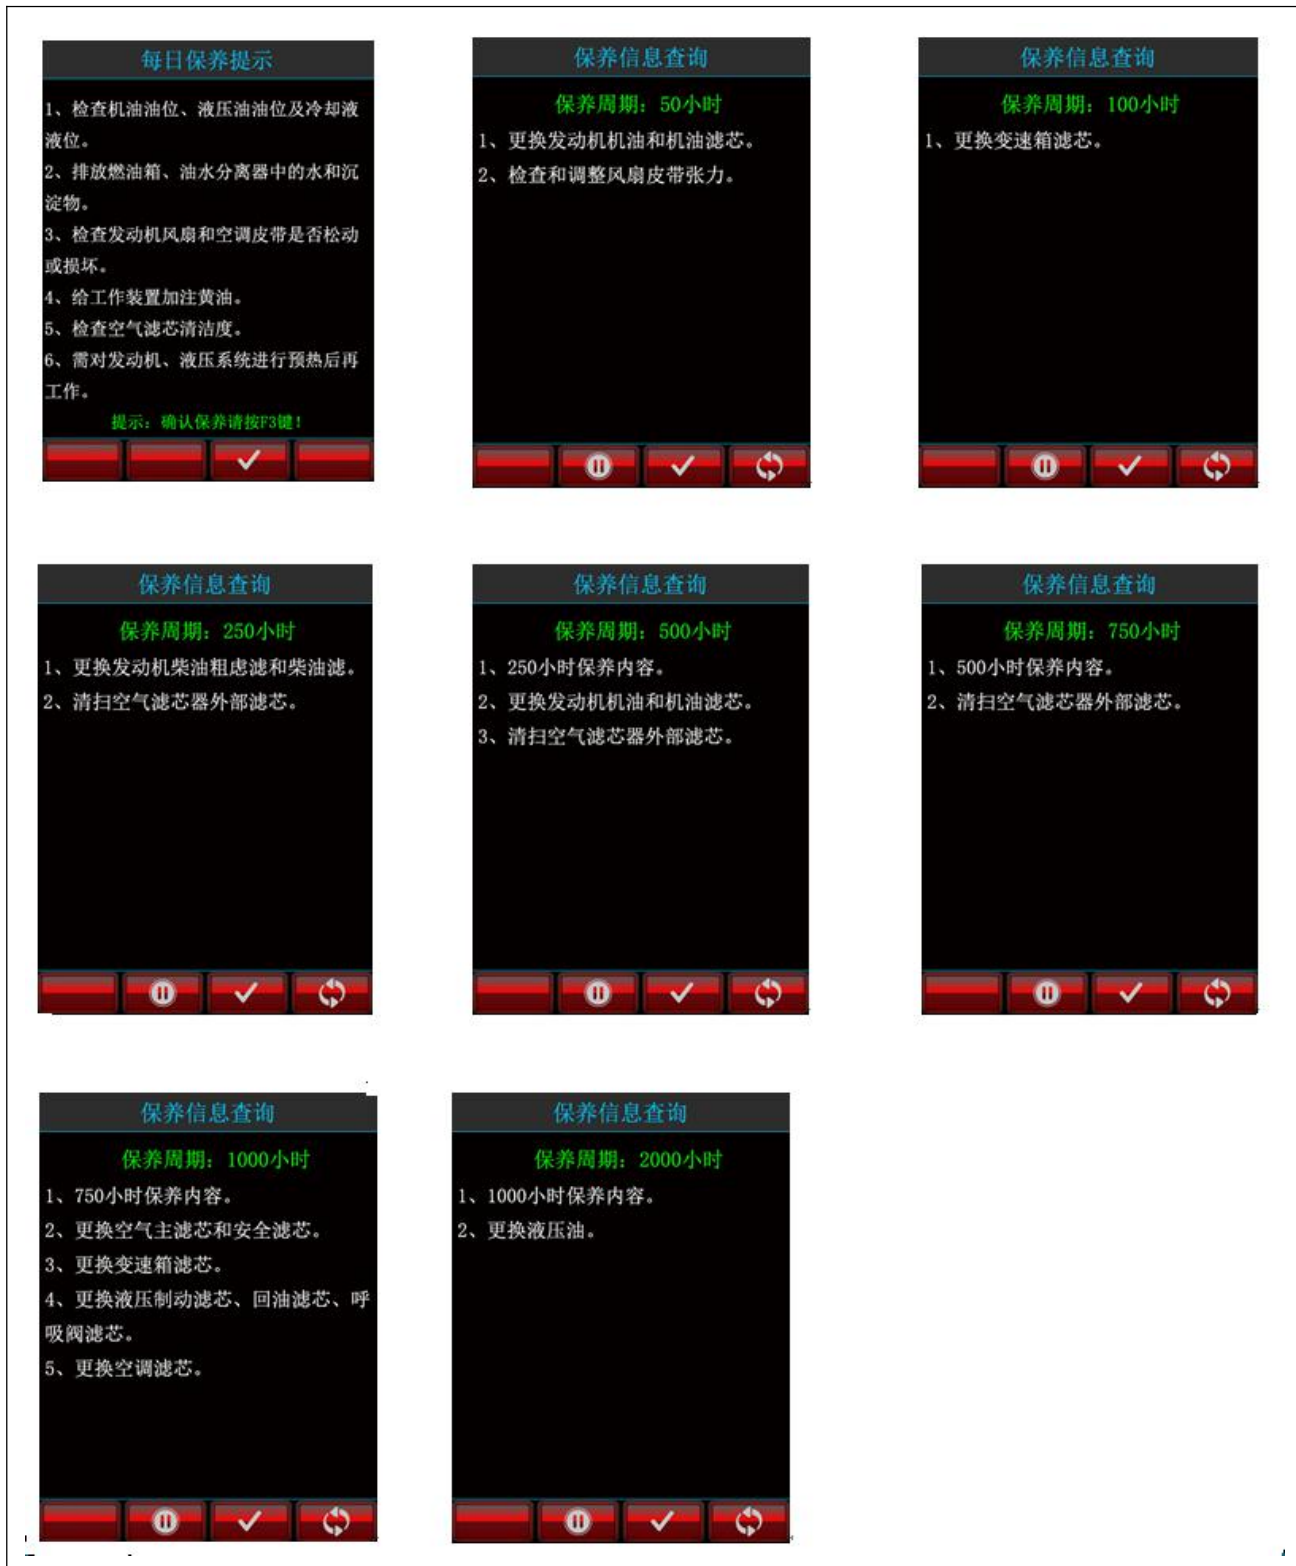 每日保养提示
1、检查机油油位、液压油油位及冷却液
液位。
2、排放燃油箱、油水分离器中的水和沉
淀物。
3、检查发动机风扇和空调皮带是否松动
或损坏。
4、给工作装置加注黄油。
5、检查空气滤芯清洁度。
6、需对发动机、液压系统进行预热后再
工作。
提示：确认保养请按F3键！
保养信息查询
保养周期：50小时
1、更换发动机机油和机油滤芯。
2、检查和调整风扇皮带张力。
保养信息查询
保养周期：100小时
1、更换变速箱滤芯。
保养信息查询
保养周期：250小时
1、更换发动机柴油粗虑滤和柴油滤。
2、清扫空气滤芯器外部滤芯。
保养信息查询
保养周期：500小时
1、250小时保养内容。
2、更换发动机机油和机油滤芯。
3、清扫空气滤芯器外部滤芯。
保养信息查询
保养周期：750小时
1、500小时保养内容。
2、清扫空气滤芯器外部滤芯。
保养信息查询
保养周期：1000小时
1、750小时保养内容。
2、更换空气主滤芯和安全滤芯。
3、更换变速箱滤芯。
4、更换液压制动滤芯、回油滤芯、呼
吸阀滤芯。
5、更换空调滤芯。
保养信息查询
保养周期：2000小时
1、1000小时保养内容。
2、更换液压油。